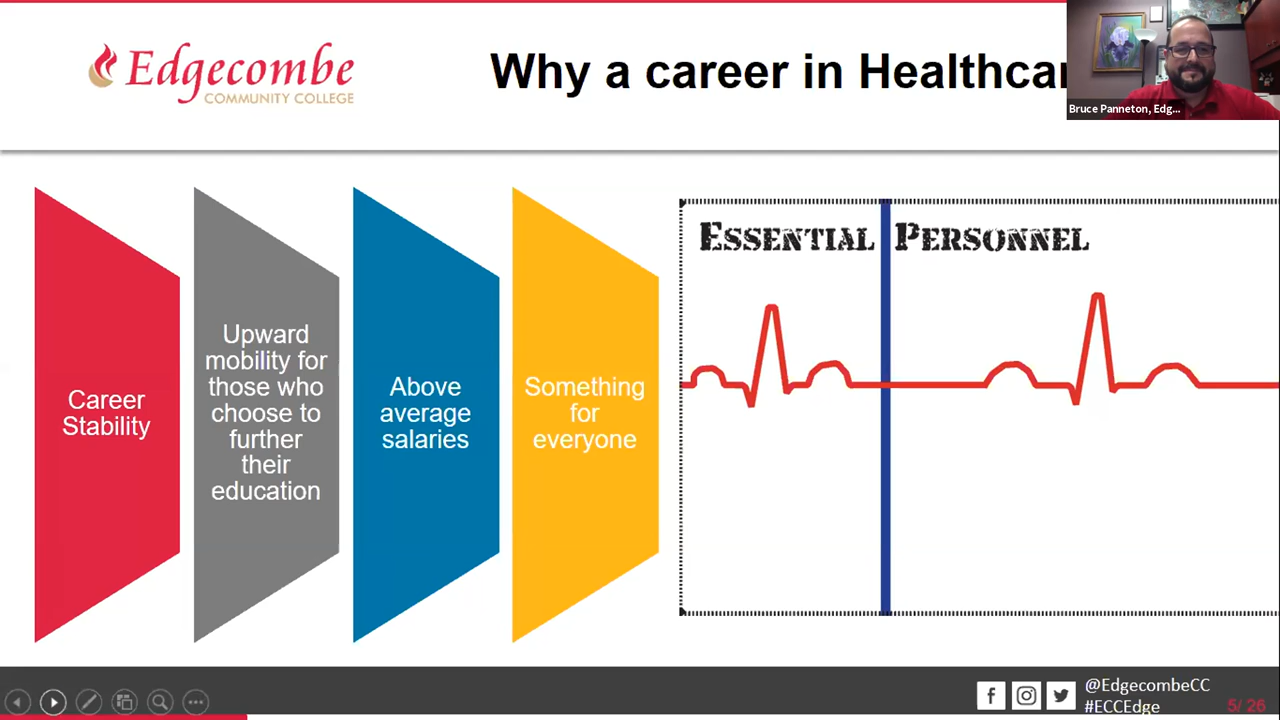 Edgecombe
COMMUNITY COLLEGE
Why a career in Healthcar
Bruce Panneton, Edg...
Career
Stability
Upward
mobility for
those who
choose to
further
their
education
Above
average
salaries
Something
for
everyone
ESSENTIAL PERSONNEL
@EdgecombeCC
#ECCEdge
5/ 26